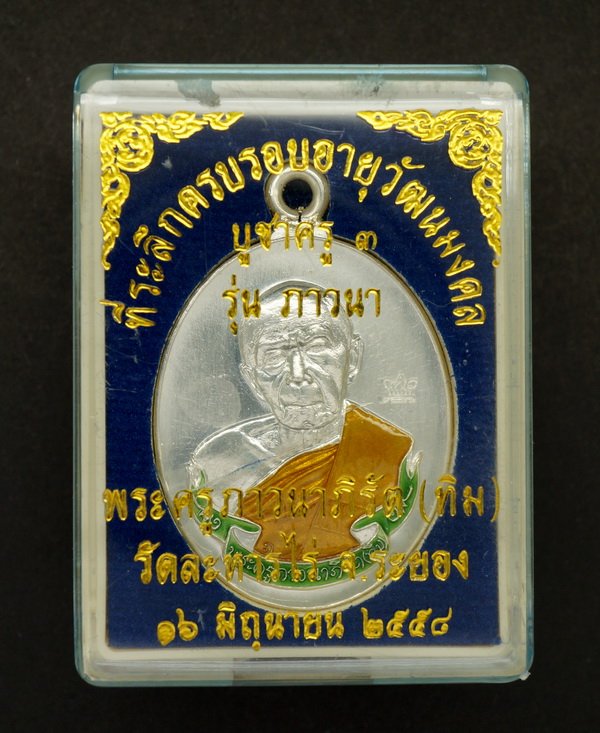 ที่ระลึกครบรอบอายุวัฒนมงคล
บูชาครู ๓
รุ่น ภาวนา
พระครูภาวนาภิรัต (ทิม)
วัดละหารไร่ จ.ระยอง
๑๖ มิถุนายน ๒๕๕๘